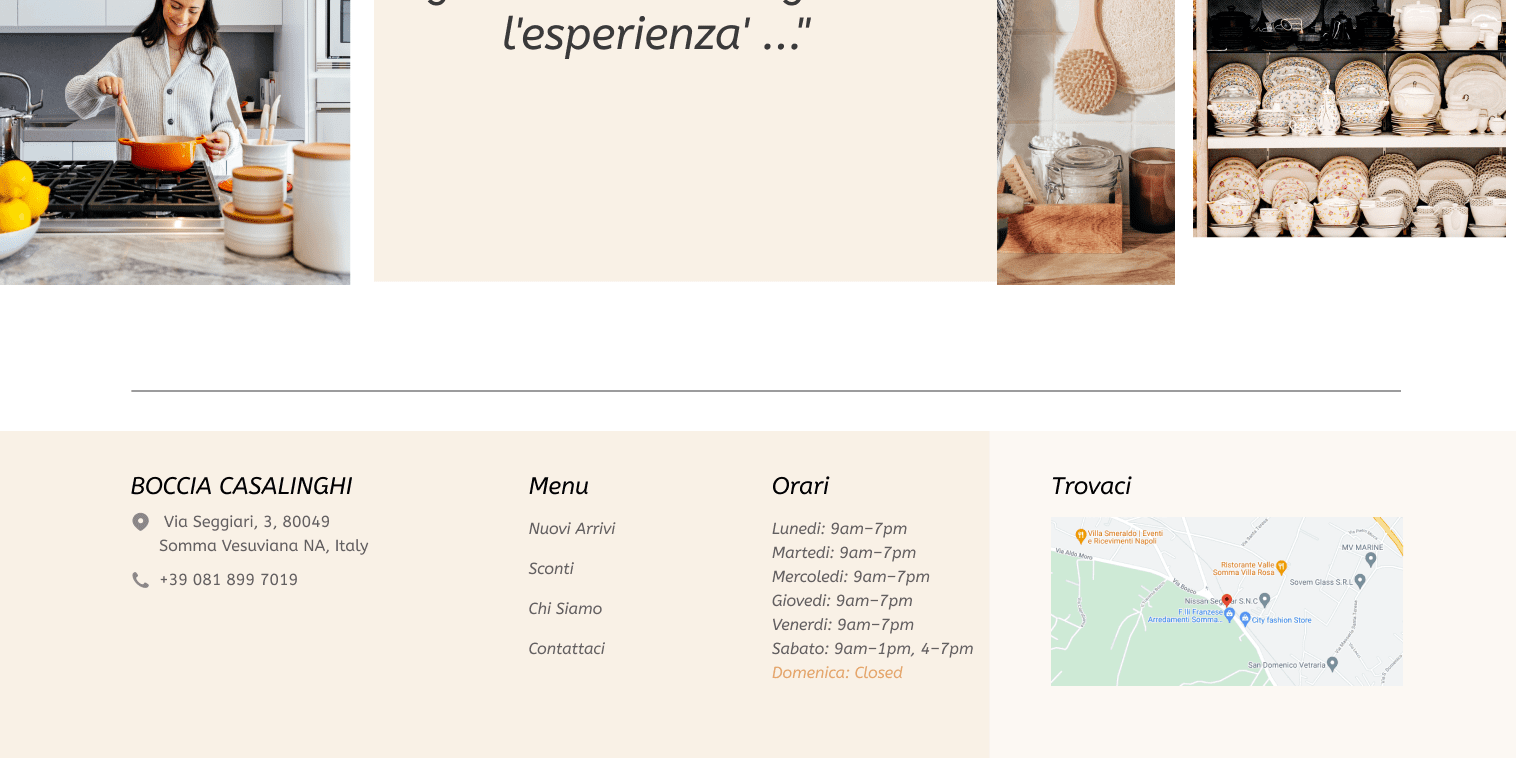 l'esperienza' ..."
BOCCIA CASALINGHI
Via Seggiari, 3, 80049
Somma Vesuviana NA, Italy
+39 081 899 7019
Menu
Nuovi Arrivi
Sconti
Chi Siamo
Contattaci
Orari
Lunedi: 9am–7pm
Martedi: 9am–7pm
Mercoledi: 9am–7pm
Giovedi: 9am–7pm
Venerdi: 9am–7pm
Sabato: 9am–1pm, 4–7pm
Domenica: Closed
Trovaci
Villa Smeraldo | Eventi
e Ricevimenti Napoli
Via Aldo Moro
MV MARINE
Ristorante Valle
Somma Villa Rosa
Sovem Glass S.R.L
Via Bosco
Nissan Seg ar S.N.C
F.lli Franzese
Arredamenti Somma...
City fashion Store
San Domenico Vetraria